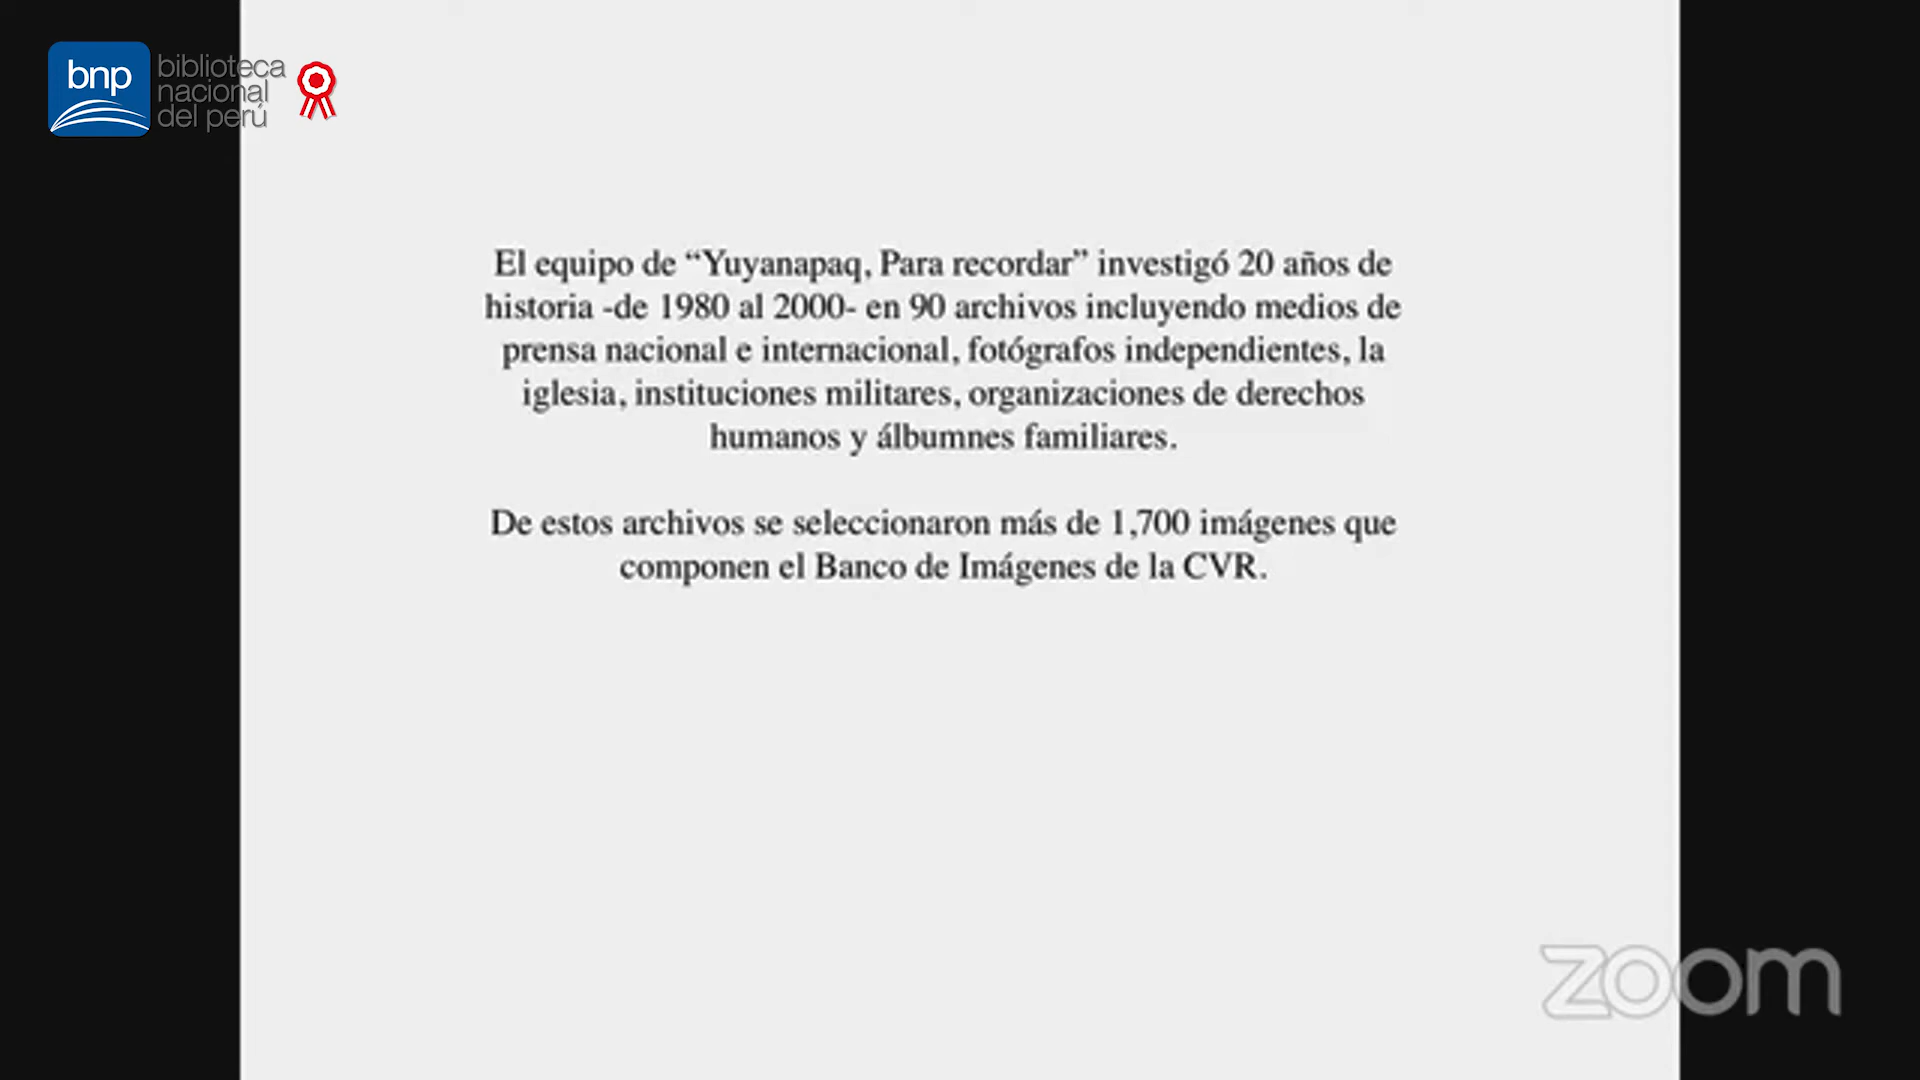 bnp
biblioteca
nacional
del perú
El equipo de “Yuyanapaq, Para recordar” investigó 20 años de
historia -de 1980 al 2000- en 90 archivos incluyendo medios de
prensa nacional e internacional, fotógrafos independientes, la
iglesia, instituciones militares, organizaciones de derechos
humanos y álbumnes familiares.
De estos archivos se seleccionaron más de 1,700 imágenes que
componen el Banco de Imágenes de la CVR.
zoom